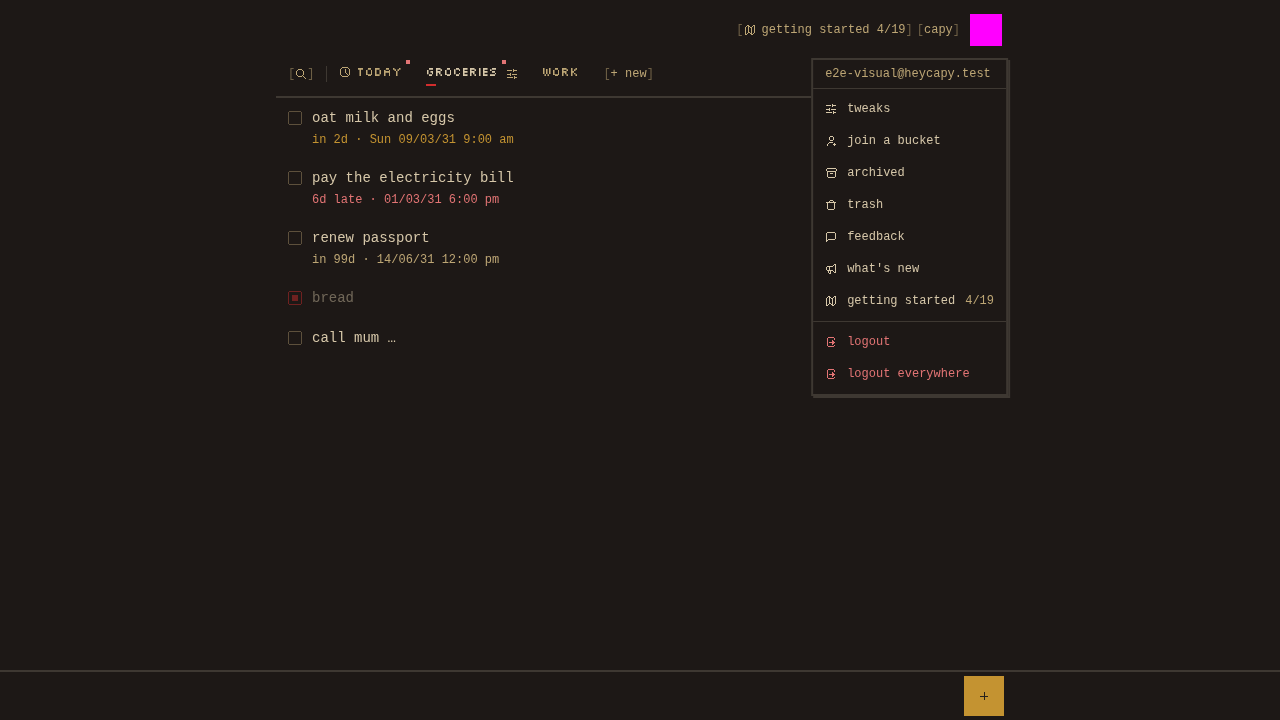 [getting started 4/19] [capy]
[] TODAY GROCERIES WORK [+ new]
oat milk and eggs
in 2d · Sun 09/03/31 9:00 am
pay the electricity bill
6d late · 01/03/31 6:00 pm
renew passport
in 99d · 14/06/31 12:00 pm
bread
call mum …
e2e-visual@heycapy.test
tweaks
join a bucket
archived
trash
feedback
what's new
getting started 4/19
logout
logout everywhere
+